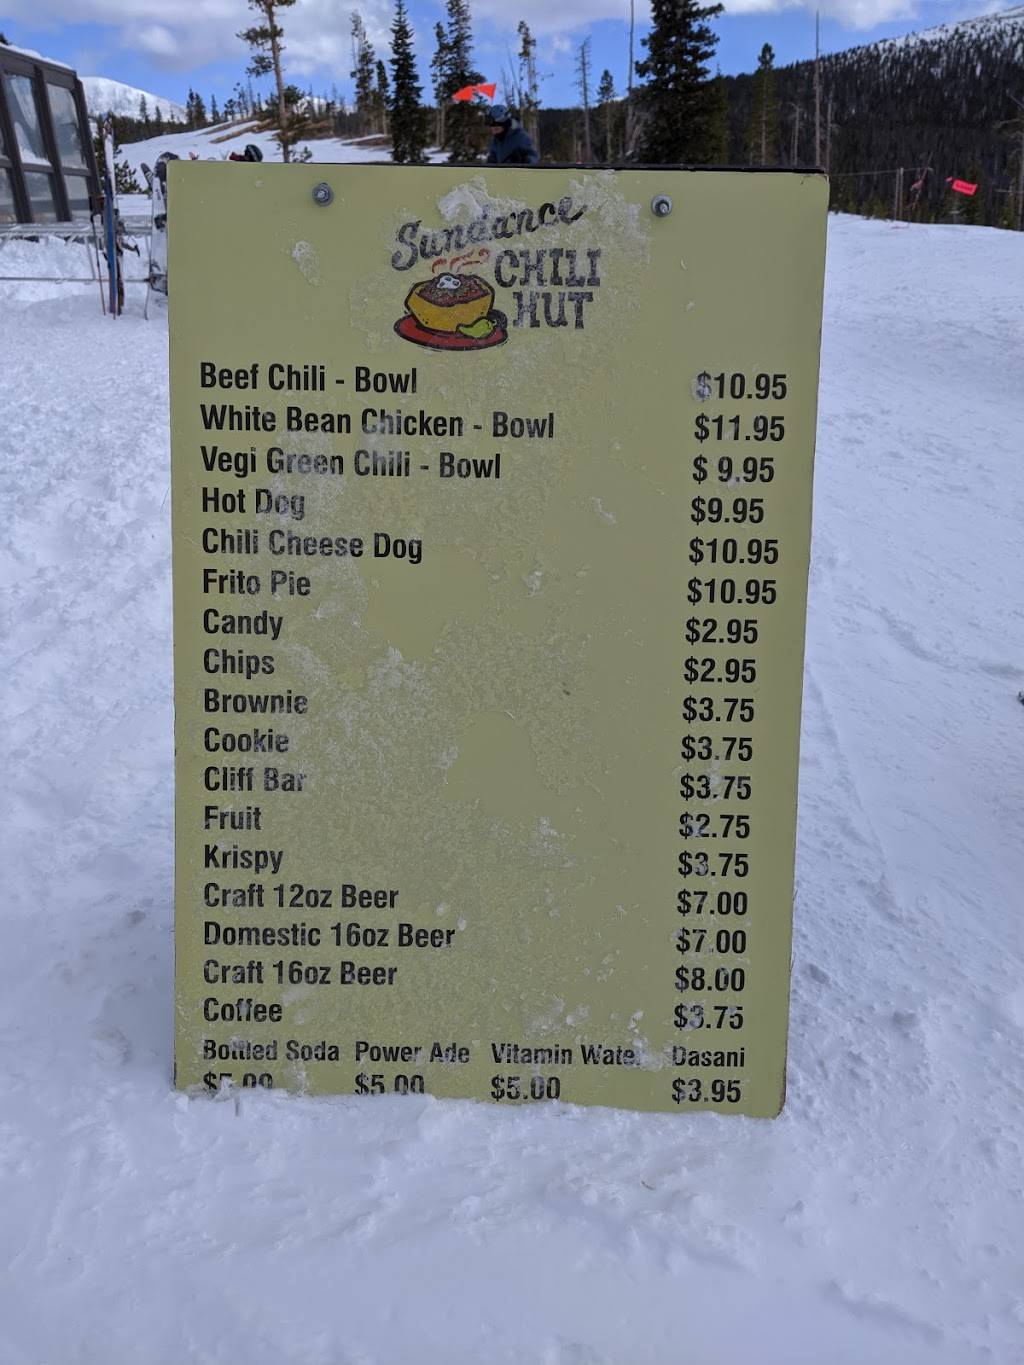 Sundance
CHILI
HUT
Beef Chili - Bowl $10.95
White Bean Chicken - Bowl $11.95
Vegi Green Chili - Bowl $ 9.95
Hot Dog $9.95
Chili Cheese Dog $10.95
Frito Pie $10.95
Candy $2.95
Chips $2.95
Brownie $3.75
Cookie $3.75
Cliff Bar $3.75
Fruit $2.75
Krispy $3.75
Craft 12oz Beer $7.00
Domestic 16oz Beer $7.00
Craft 16oz Beer $8.00
Coffee $3.75
Bottled Soda Power Ade Vitamin Water Dasani
$5.00 $5.00 $5.00 $3.95